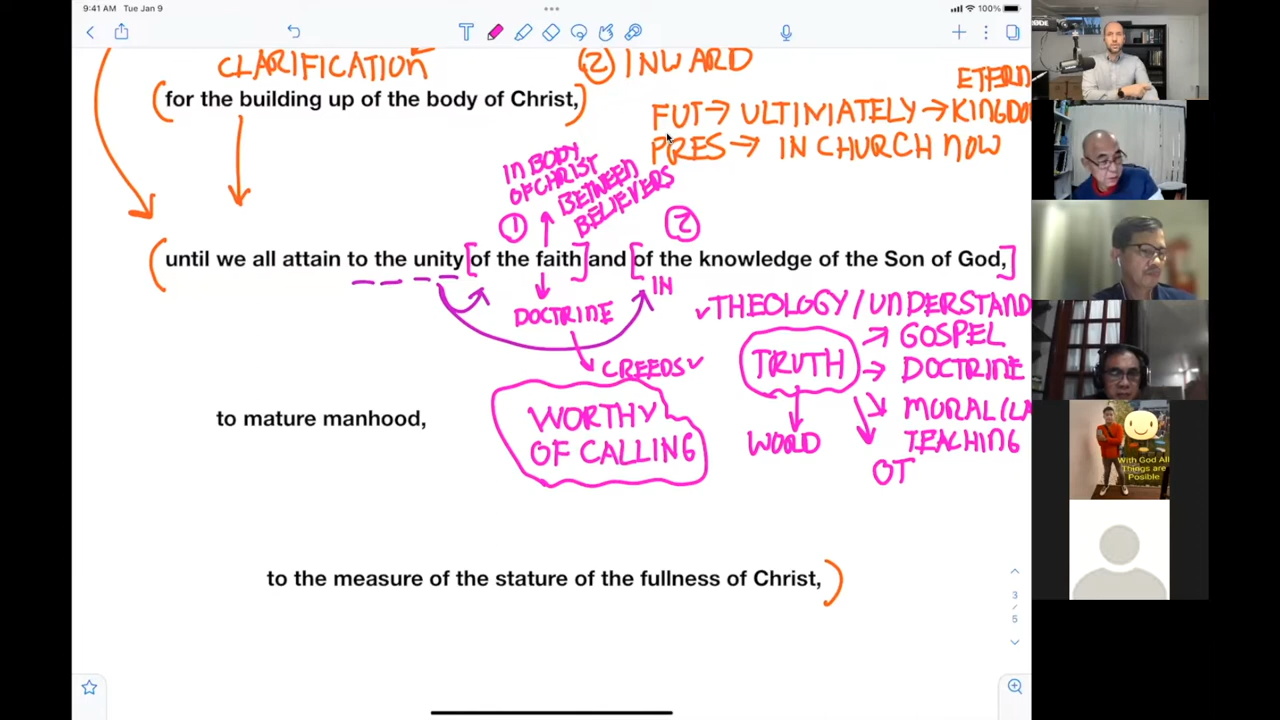 9:41 AM Tue Jan 9
100%
CLARIFICATION
(2) INWARD
(for the building up of the body of Christ,)
ETERN
FUT → ULTIMATELY → KINGDO
PRES → IN CHURCH NOW
IN BODY
OF CHRIST
BETWEEN
BELIEVERS
1
2
(until we all attain to the unity [of the faith] and [of the knowledge of the Son of God,]
IN
DOCTRINE
✓THEOLOGY/UNDERSTAND
→ GOSPEL
TRUTH
→ DOCTRINE
CREEDS✓
WORTHY
OF CALLING
MORAL/LA
TEACHING
WORD
OT
to mature manhood,
to the measure of the stature of the fullness of Christ,)
3
/
5
With God All
Things are
Posible